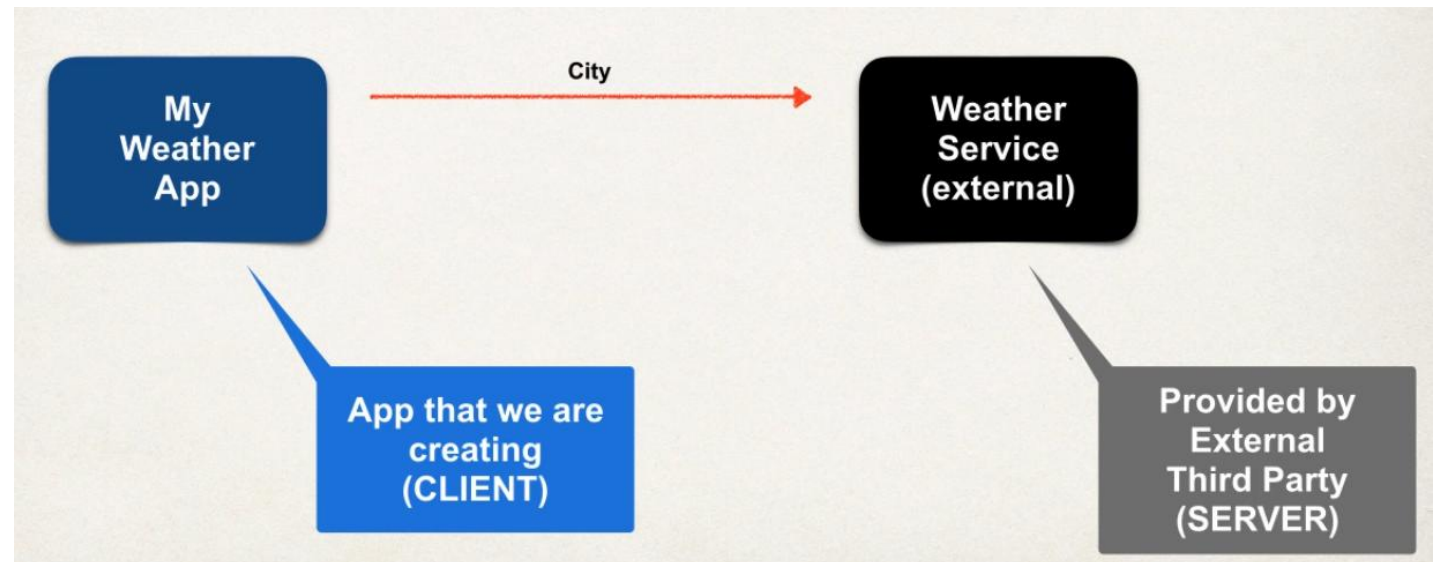 My
Weather
App
City
Weather
Service
(external)
App that we are
creating
(CLIENT)
Provided by
External
Third Party
(SERVER)